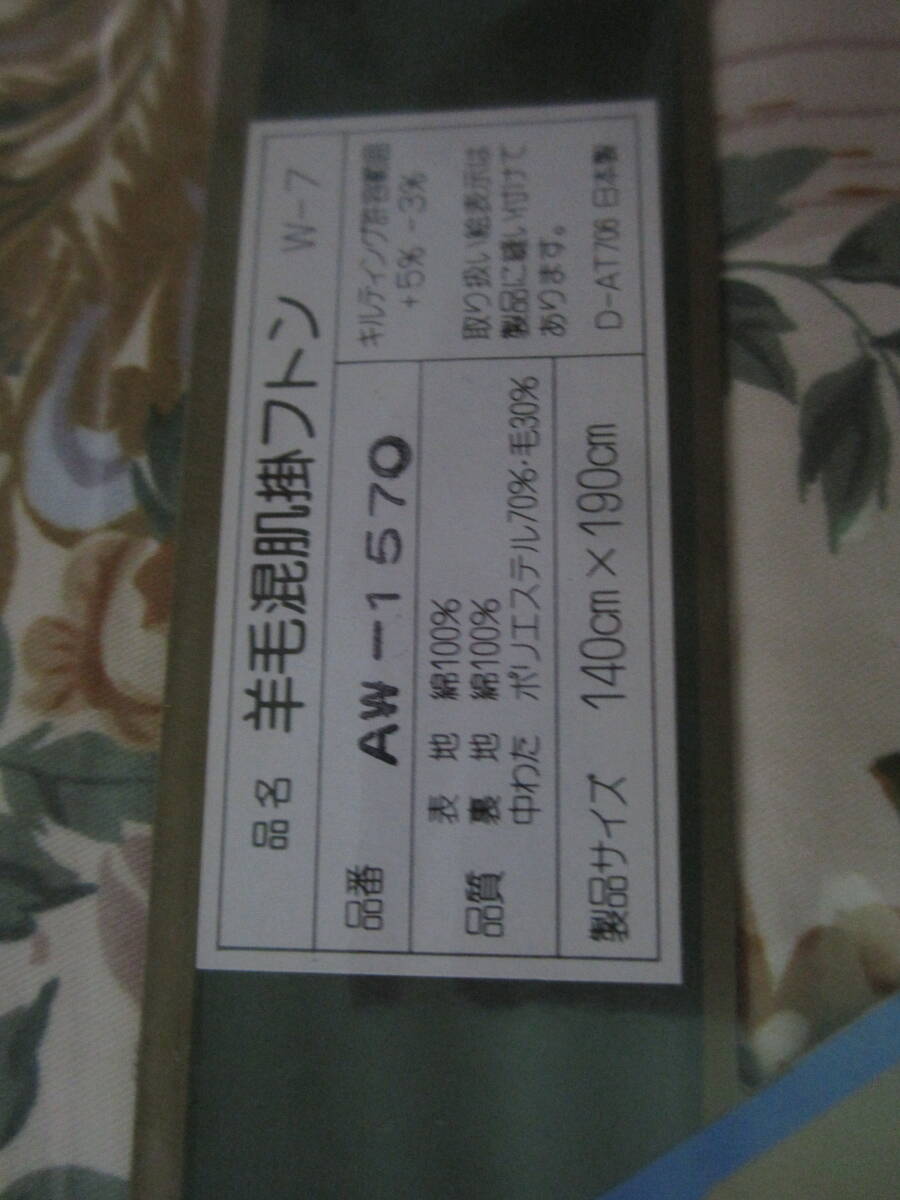 品名 羊毛混肌掛フトン W-7
品番 AW-1570
キルティング許容範囲
+5% -3%
品質 表地 綿100%
裏地 綿100%
中わた ポリエステル70%・毛30%
取り扱い絵表示は
製品に縫い付けて
あります。
製品サイズ 140cm×190cm
D-AT706 日本製